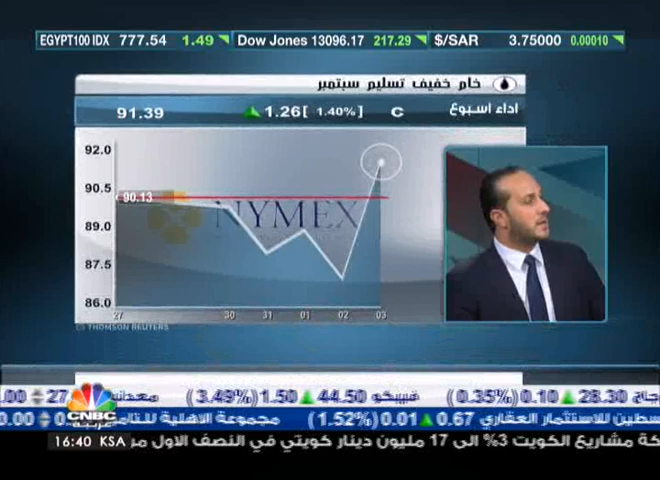 EGYPT100 IDX 777.54 1.49 Dow Jones 13096.17 217.29 $/SAR 3.75000 0.00010
خام خفيف تسليم سبتمبر
91.39 1.26[ 1.40%] C اداء اسبوع
92.0
90.5
90.13
89.0
NYMEX
87.5
86.0
27 30 31 01 02 03
© THOMSON REUTERS
28.30 0.10 (0.35%) فيبكو 44.50 1.50 (3.49%)
للاستثمار العقاري 0.67 0.01 (1.52%) مجموعة الاهلية
CNBC
عربية
16:40 KSA
مشاريع الكويت 3% الى 17 مليون دينار كويتي في النصف الاول